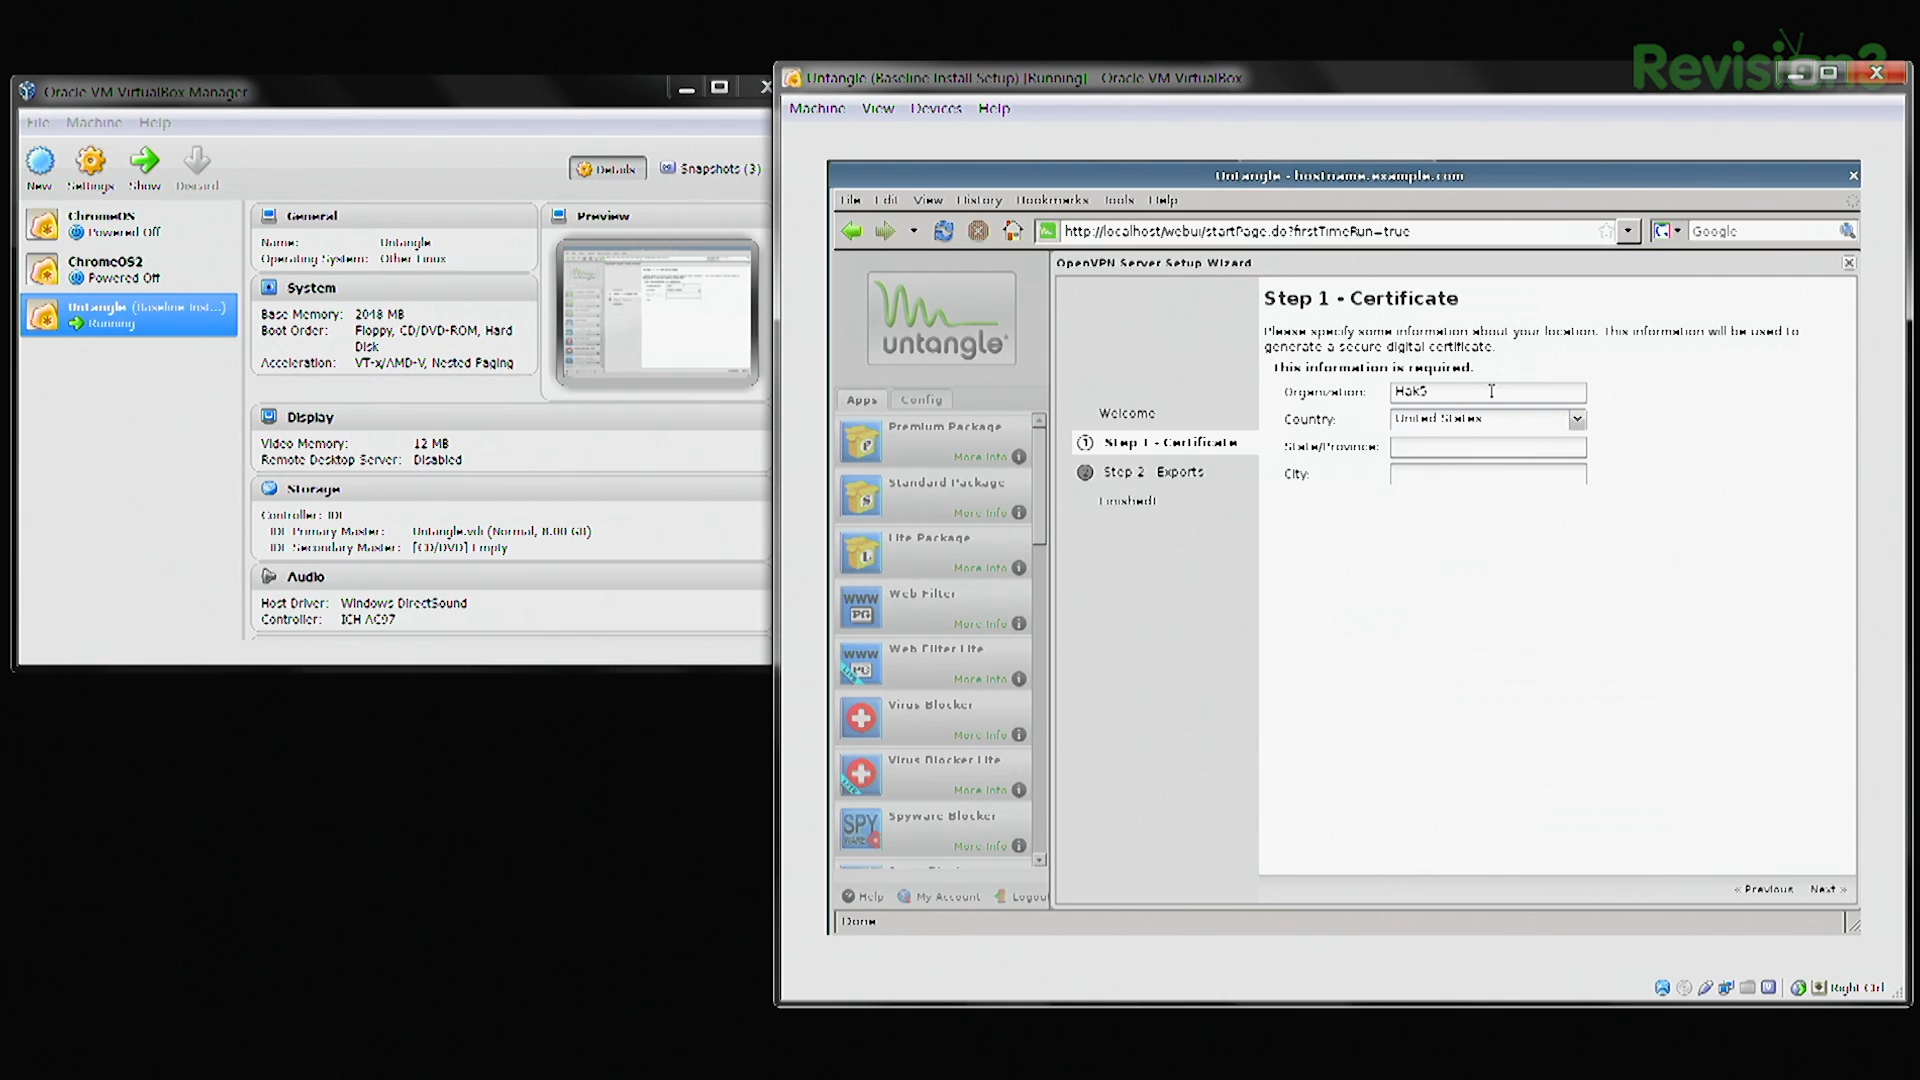 Revision3
Oracle VM VirtualBox Manager
File Machine Help
New Settings Show Discard
Details Snapshots (3)
ChromeOS
Powered Off
ChromeOS2
Powered Off
Untangle (Baseline Inst...)
Running
General
Name: Untangle
Operating System: Other Linux
Preview
System
Base Memory: 2048 MB
Boot Order: Floppy, CD/DVD-ROM, Hard
Disk
Acceleration: VT-x/AMD-V, Nested Paging
Display
Video Memory: 12 MB
Remote Desktop Server: Disabled
Storage
Controller: IDE
IDE Primary Master: Untangle.vdi (Normal, 8.00 GB)
IDE Secondary Master: [CD/DVD] Empty
Audio
Host Driver: Windows DirectSound
Controller: ICH AC97
Untangle (Baseline Install Setup) [Running] - Oracle VM VirtualBox
Machine View Devices Help
Untangle - hostname.example.com
File Edit View History Bookmarks Tools Help
http://localhost/webui/startPage.do?firstTimeRun=true
Google
untangle
Apps Config
Premium Package
More Info
Standard Package
More Info
Lite Package
More Info
WWW PG
Web Filter
More Info
WWW
Web Filter Lite
More Info
Virus Blocker
More Info
Virus Blocker Lite
More Info
SPY WARE
Spyware Blocker
More Info
Help My Account Logout
Done
OpenVPN Server Setup Wizard
Welcome
1 Step 1 - Certificate
2 Step 2 - Exports
Finished!
Step 1 - Certificate
Please specify some information about your location. This information will be used to
generate a secure digital certificate.
This information is required.
Organization: Hak5
Country: United States
State/Province:
City:
« Previous Next »
Right Ctrl